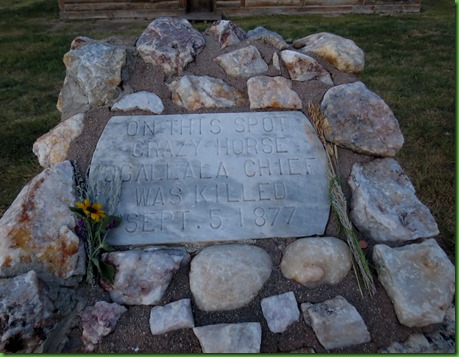 ON THIS SPOT
CRAZY HORSE
OGALLALA CHIEF
WAS KILLED
SEPT. 5. 1877